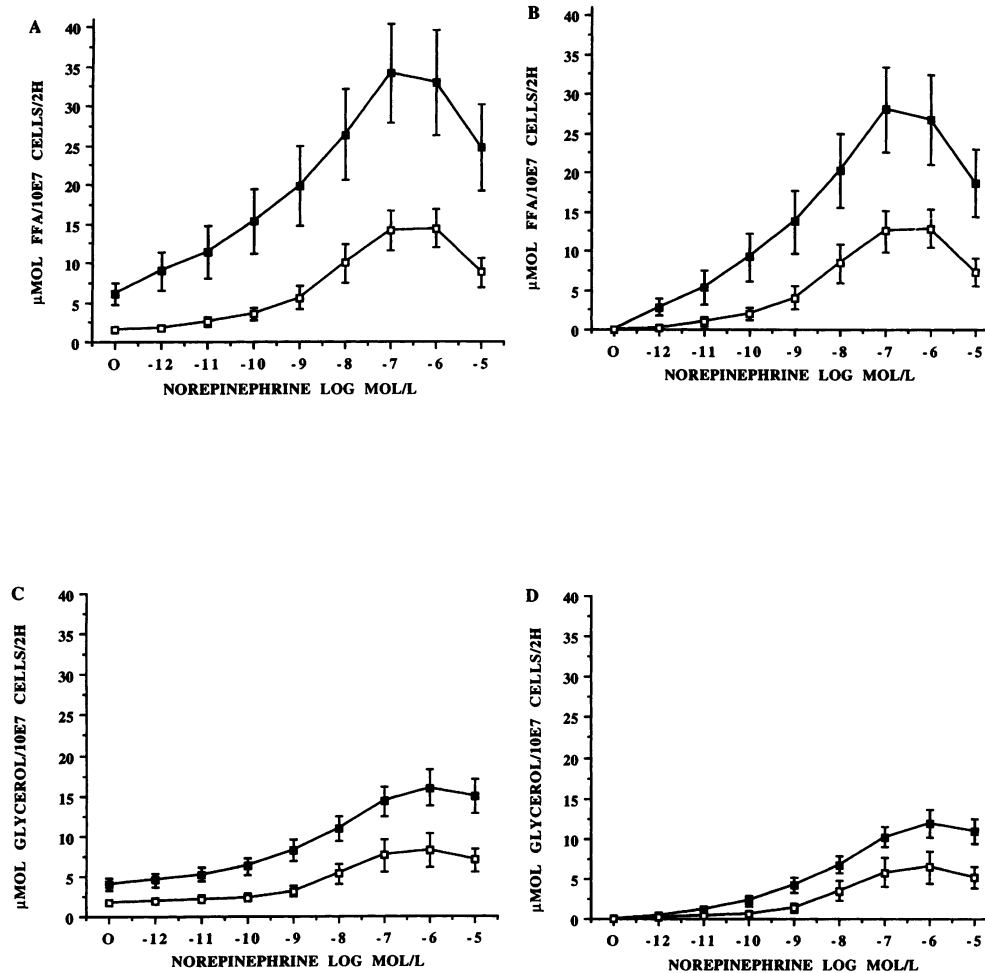 A
µMOL FFA/10E7 CELLS/2H
40
35
30
25
20
15
10
5
0
O -12 -11 -10 -9 -8 -7 -6 -5
NOREPINEPHRINE LOG MOL/L
B
µMOL FFA/10E7 CELLS/2H
40
35
30
25
20
15
10
5
0
O -12 -11 -10 -9 -8 -7 -6 -5
NOREPINEPHRINE LOG MOL/L
C
µMOL GLYCEROL/10E7 CELLS/2H
40
35
30
25
20
15
10
5
0
O -12 -11 -10 -9 -8 -7 -6 -5
NOREPINEPHRINE LOG MOL/L
D
µMOL GLYCEROL/10E7 CELLS/2H
40
35
30
25
20
15
10
5
0
O -12 -11 -10 -9 -8 -7 -6 -5
NOREPINEPHRINE LOG MOL/L